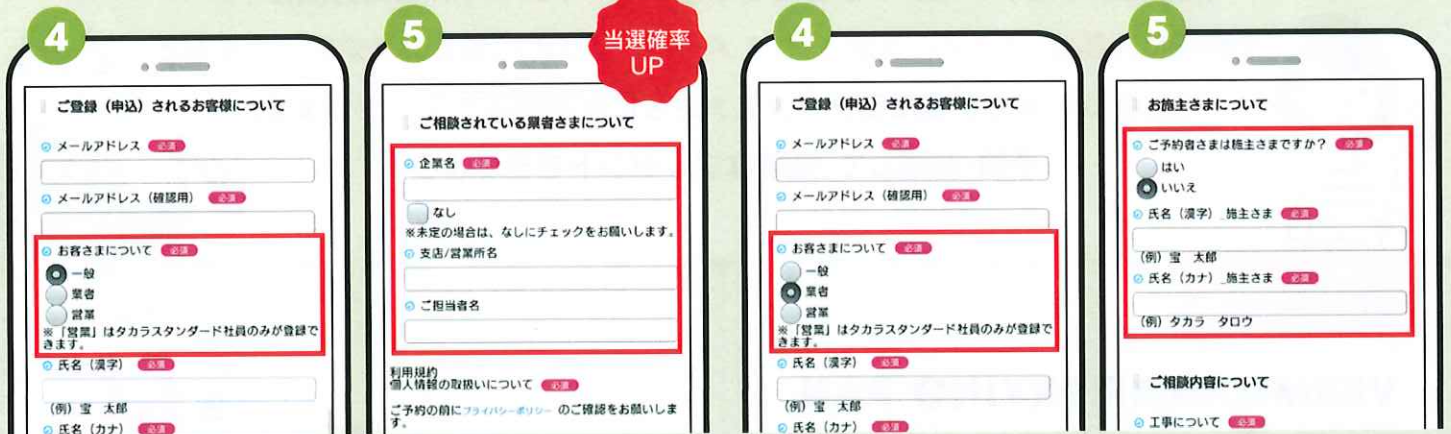 4
ご登録（申込）されるお客様について
メールアドレス 必須
メールアドレス（確認用） 必須
お客さまについて 必須
一般
業者
営業
※「営業」はタカラスタンダード社員のみが登録で
きます。
氏名（漢字） 必須
（例）宝 太郎
氏名（カナ） 必須
5
当選確率
UP
ご相談されている業者さまについて
企業名 必須
なし
※未定の場合は、なしにチェックをお願いします。
支店/営業所名
ご担当者名
利用規約
個人情報の取扱いについて 必須
ご予約の前にプライバシーポリシー のご確認をお願いしま
す。
4
ご登録（申込）されるお客様について
メールアドレス 必須
メールアドレス（確認用） 必須
お客さまについて 必須
一般
業者
営業
※「営業」はタカラスタンダード社員のみが登録で
きます。
氏名（漢字） 必須
（例）宝 太郎
氏名（カナ） 必須
5
お施主さまについて
ご予約者さまは施主さまですか？ 必須
はい
いいえ
氏名（漢字）_施主さま 必須
（例）宝 太郎
氏名（カナ）_施主さま 必須
（例）タカラ タロウ
ご相談内容について
工事について 必須